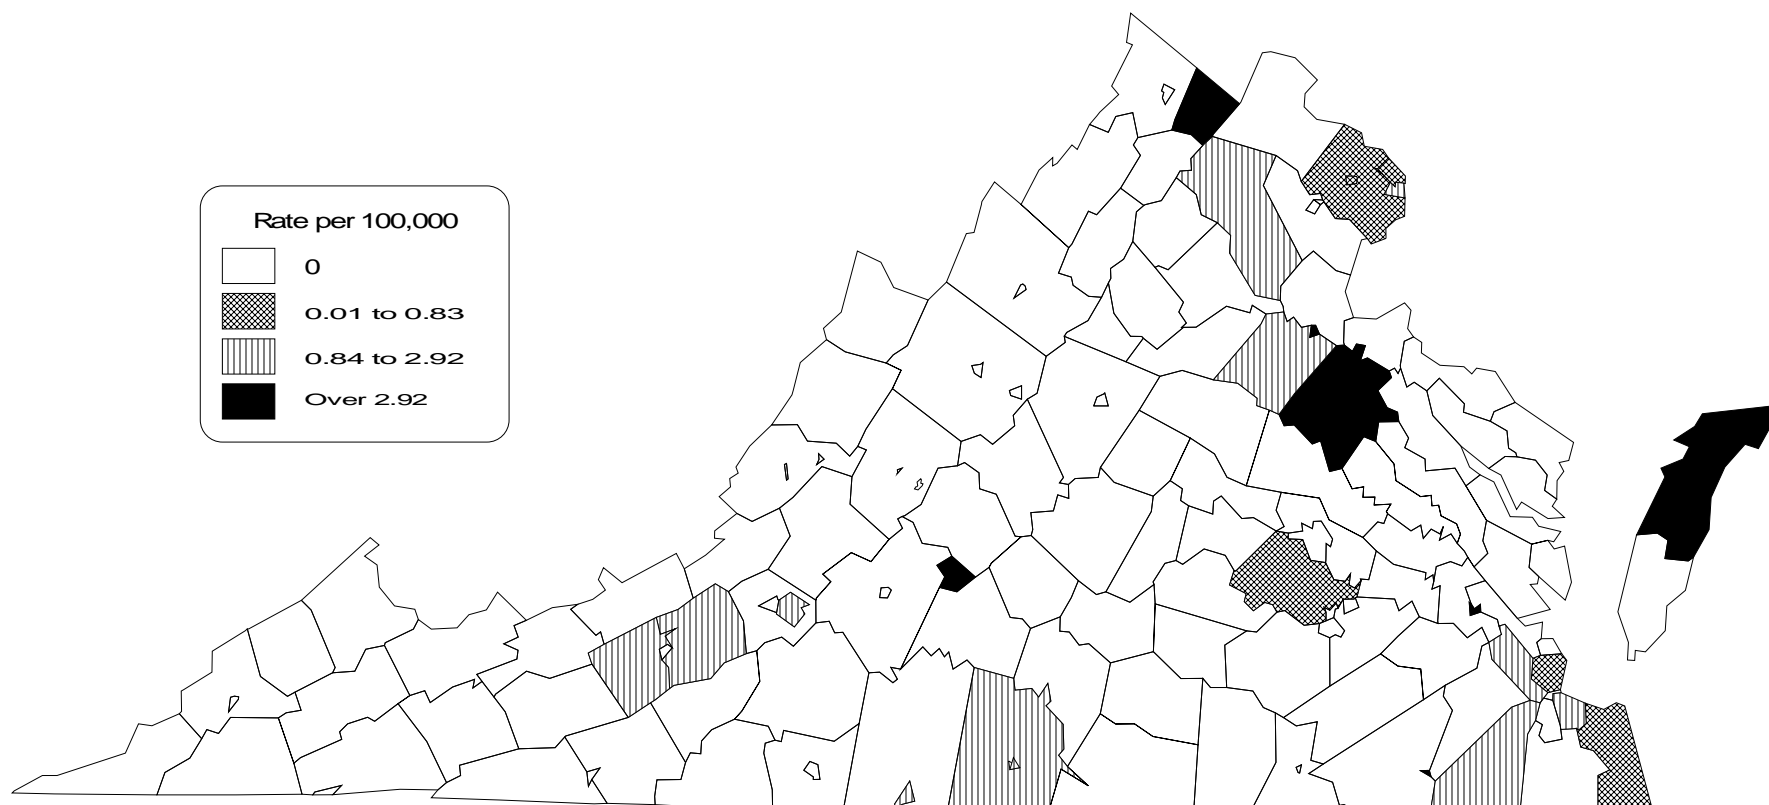 Rate per 100,000
0
0.01 to 0.83
0.84 to 2.92
Over 2.92